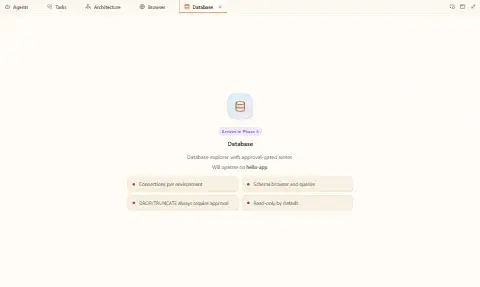 Agents
Tasks
Architecture
Browser
Database
Database
Database explorer with approval-gated writes
Will operate on hello-app
Connections per environment
Schema browser and queries
DROP/TRUNCATE always require approval
Read-only by default